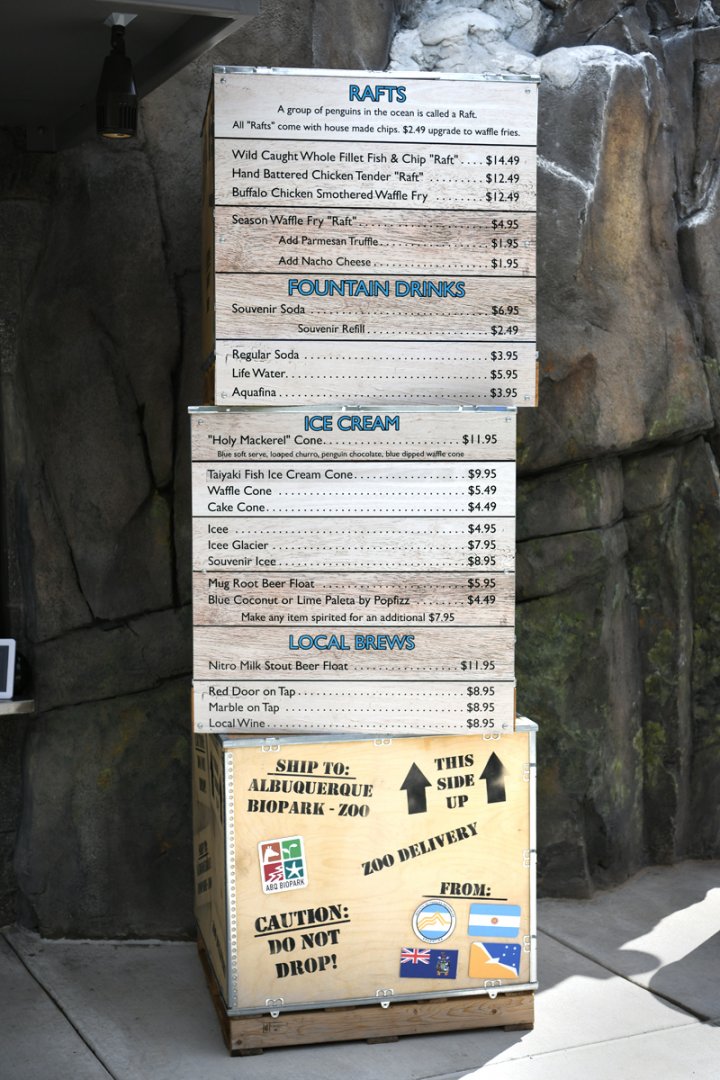 RAFTS
A group of penguins in the ocean is called a Raft.
All "Rafts" come with house made chips. $2.49 upgrade to waffle fries.
Wild Caught Whole Fillet Fish & Chip "Raft" .... $14.49
Hand Battered Chicken Tender "Raft" ............. $12.49
Buffalo Chicken Smothered Waffle Fry ........... $12.49
Season Waffle Fry "Raft" ............................ $4.95
Add Parmesan Truffle ....................... $1.95
Add Nacho Cheese ........................ $1.95
FOUNTAIN DRINKS
Souvenir Soda ..................................... $6.95
Souvenir Refill ......................... $2.49
Regular Soda ..................................... $3.95
Life Water ......................................... $5.95
Aquafina ........................................... $3.95
ICE CREAM
"Holy Mackerel" Cone ........................... $11.95
Blue soft serve, looped churro, penguin chocolate, blue dipped waffle cone
Taiyaki Fish Ice Cream Cone ...................... $9.95
Waffle Cone ....................................... $5.49
Cake Cone ......................................... $4.49
Icee ................................................ $4.95
Icee Glacier ........................................ $7.95
Souvenir Icee ...................................... $8.95
Mug Root Beer Float .............................. $5.95
Blue Coconut or Lime Paleta by Popfizz ........ $4.49
Make any item spirited for an additional $7.95
LOCAL BREWS
Nitro Milk Stout Beer Float .................... $11.95
Red Door on Tap ................................. $8.95
Marble on Tap .................................... $8.95
Local Wine ........................................ $8.95
SHIP TO:
ALBUQUERQUE
BIOPARK - ZOO
THIS
SIDE
UP
ZOO DELIVERY
ABQ BIOPARK
FROM:
CAUTION:
DO NOT
DROP!